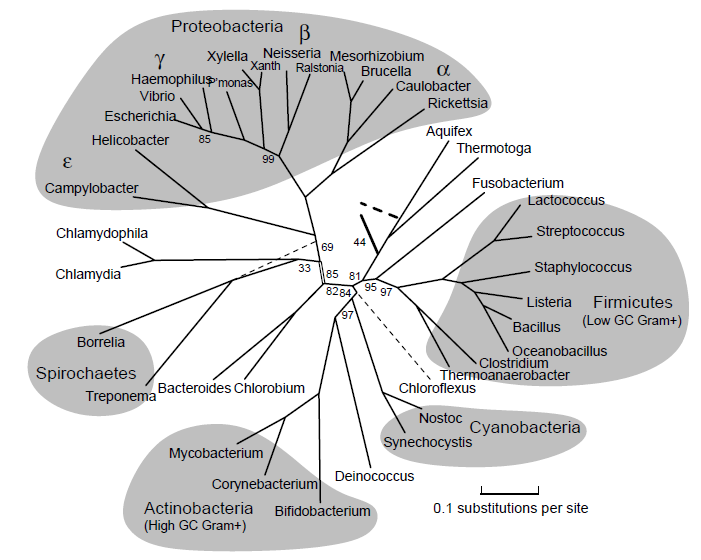 Proteobacteria
β
γ
Xylella
Neisseria
Mesorhizobium
Xanth
Ralstonia
Brucella
α
Haemophilus
P'monas
Caulobacter
Vibrio
Rickettsia
Escherichia
85
Aquifex
Helicobacter
Thermotoga
99
ε
Campylobacter
Fusobacterium
Lactococcus
Chlamydophila
Streptococcus
69
44
Chlamydia
33
85
81
Staphylococcus
82
84
95
97
Listeria
Firmicutes
(Low GC Gram+)
97
Bacillus
Borrelia
Oceanobacillus
Clostridium
Spirochaetes
Thermoanaerobacter
Treponema
Bacteroides
Chlorobium
Chloroflexus
Nostoc
Cyanobacteria
Synechocystis
Mycobacterium
Deinococcus
Corynebacterium
Actinobacteria
(High GC Gram+)
Bifidobacterium
0.1 substitutions per site